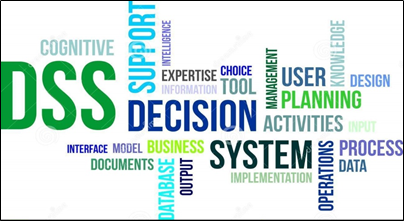 COGNITIVE
DSS
SUPPORT
INTELLIGENCE
EXPERTISE
CHOICE
INFORMATION
TOOL
DECISION
MANAGEMENT
USER
KNOWLEDGE
DESIGN
PLANNING
ACTIVITIES
INPUT
INTERFACE
MODEL
BUSINESS
DOCUMENTS
DATABASE
OUTPUT
SYSTEM
IMPLEMENTATION
OPERATIONS
PROCESS
DATA